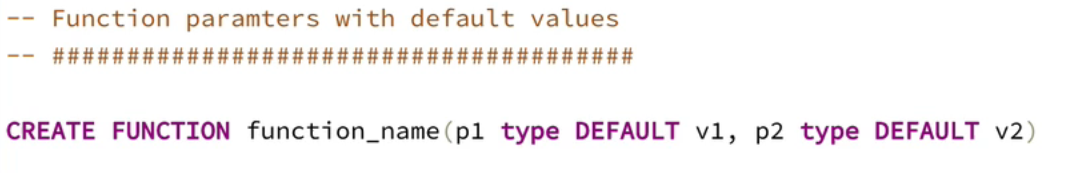 -- Function paramters with default values
-- #######################################
CREATE FUNCTION function_name(p1 type DEFAULT v1, p2 type DEFAULT v2)